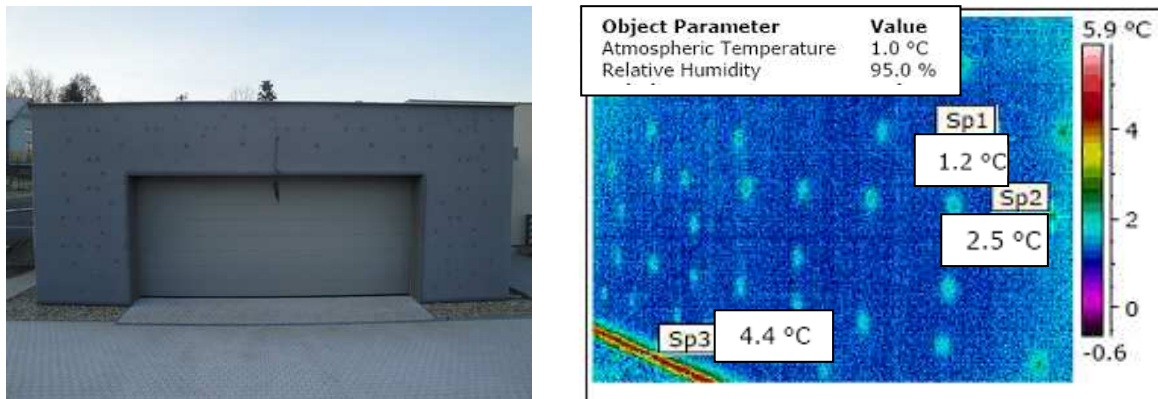 Object Parameter Value
Atmospheric Temperature 1.0 °C
Relative Humidity 95.0 %
5.9 °C
Sp1
4
1.2 °C
Sp2
2
2.5 °C
0
Sp3
4.4 °C
-0.6